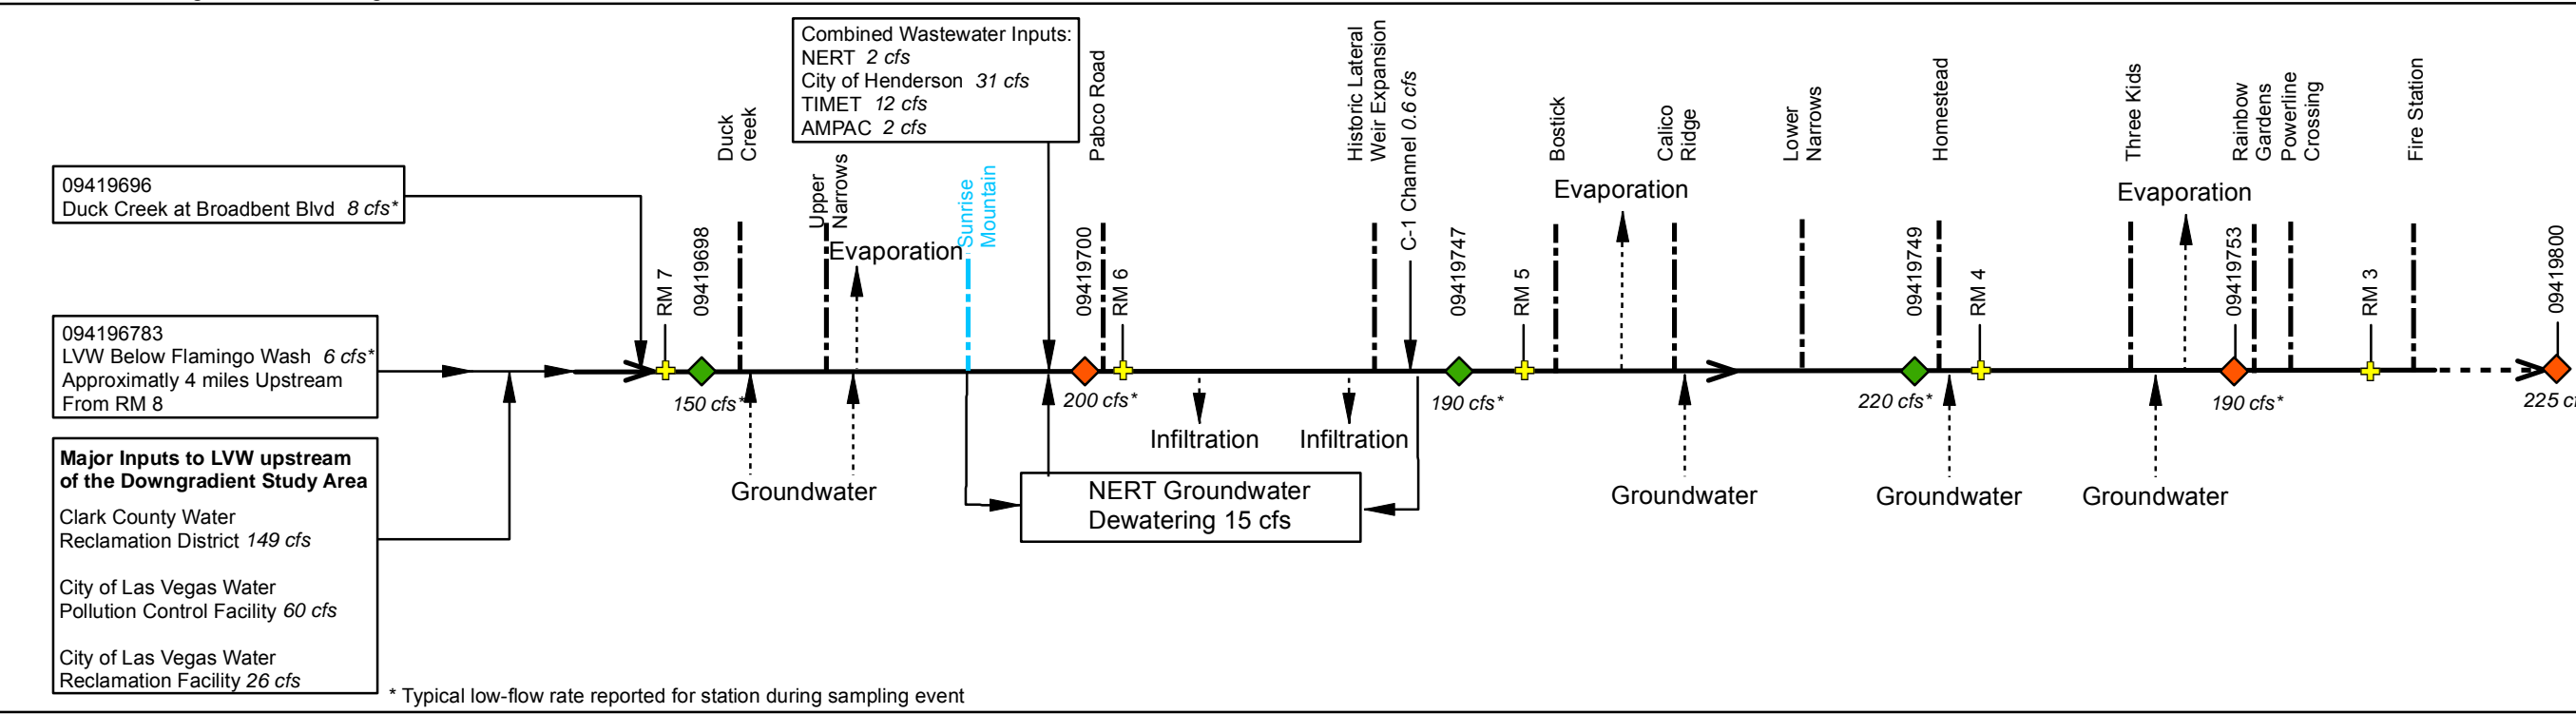 Combined Wastewater Inputs:
NERT 2 cfs
City of Henderson 31 cfs
TIMET 12 cfs
AMPAC 2 cfs
09419696
Duck Creek at Broadbent Blvd 8 cfs*
094196783
LVW Below Flamingo Wash 6 cfs*
Approximatly 4 miles Upstream
From RM 8
Major Inputs to LVW upstream
of the Downgradient Study Area
Clark County Water
Reclamation District 149 cfs
City of Las Vegas Water
Pollution Control Facility 60 cfs
City of Las Vegas Water
Reclamation Facility 26 cfs
RM 7
09419698
150 cfs*
Duck
Creek
Upper
Narrows
Evaporation
Groundwater
Sunrise
Mountain
09419700
200 cfs*
Pabco Road
RM 6
Infiltration
Infiltration
NERT Groundwater
Dewatering 15 cfs
Historic Lateral
Weir Expansion
C-1 Channel 0.6 cfs
09419747
190 cfs*
RM 5
Bostick
Evaporation
Calico
Ridge
Groundwater
Lower
Narrows
09419749
220 cfs*
Homestead
RM 4
Groundwater
Three Kids
Evaporation
Groundwater
09419753
190 cfs*
Rainbow
Gardens
Powerline
Crossing
RM 3
Fire Station
09419800
225 cf
* Typical low-flow rate reported for station during sampling event